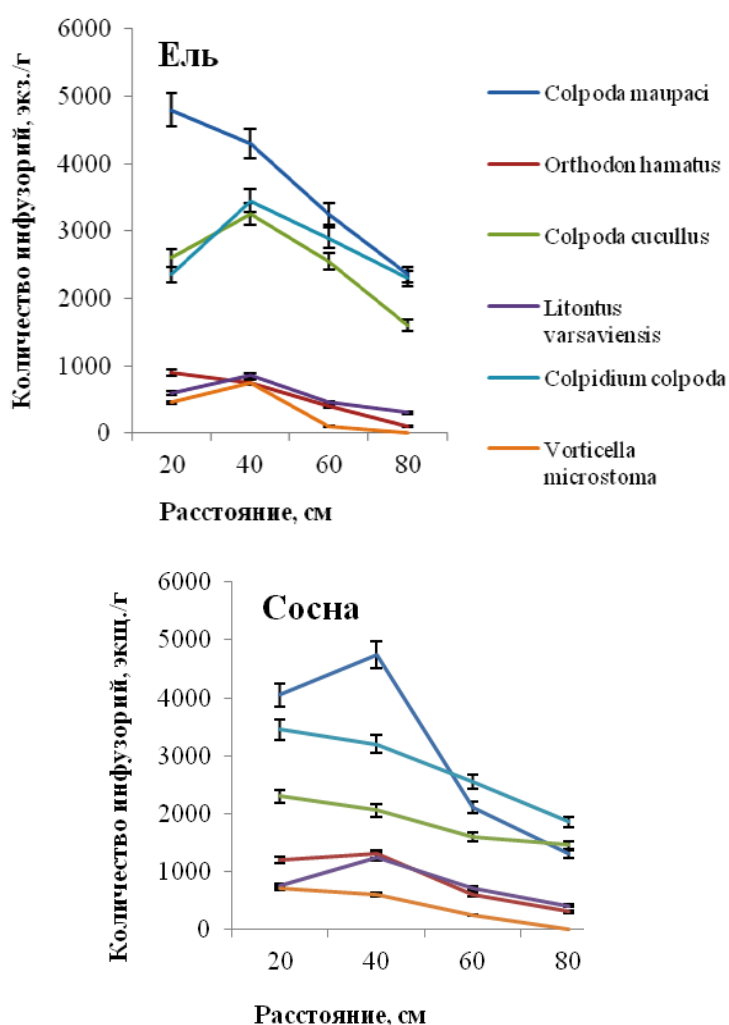 6000
Ель
5000
4000
3000
2000
1000
0
20 40 60 80
Количество инфузорий, экз./г
Расстояние, см
Colpoda maupaci
Orthodon hamatus
Colpoda cucullus
Litontus
varsaviensis
Colpidium colpoda
Vorticella
microstoma
6000
Сосна
5000
4000
3000
2000
1000
0
20 40 60 80
Количество инфузорий, экщ./г
Расстояние, см